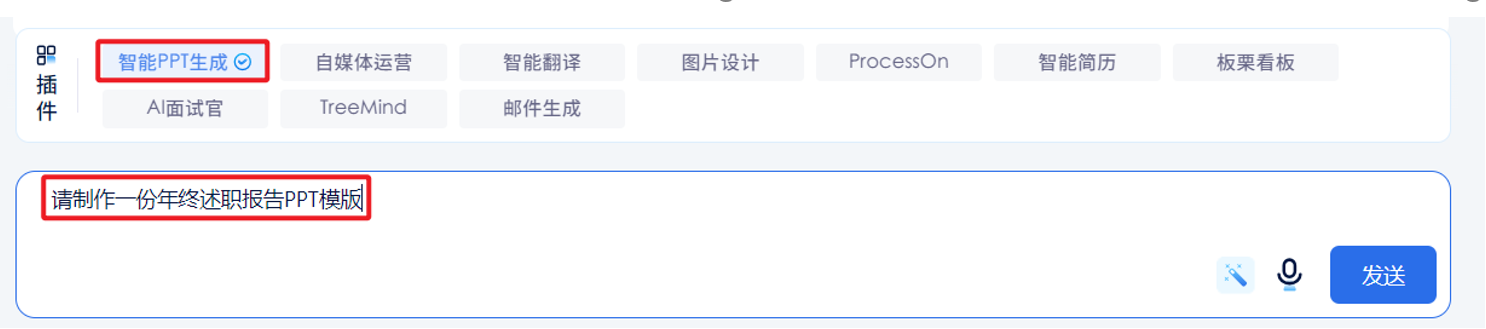 插件
智能PPT生成 自媒体运营 智能翻译 图片设计 ProcessOn 智能简历 板栗看板
AI面试官 TreeMind 邮件生成
请制作一份年终述职报告PPT模版
发送